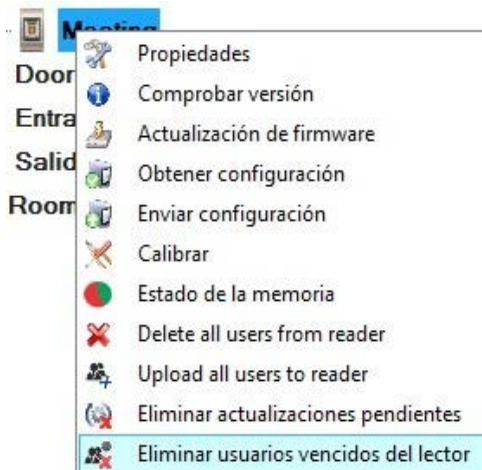 Meeting
Propiedades
Door
Comprobar versión
Entra
Actualización de firmware
Salid
Obtener configuración
Room
Enviar configuración
Calibrar
Estado de la memoria
Delete all users from reader
Upload all users to reader
Eliminar actualizaciones pendientes
Eliminar usuarios vencidos del lector